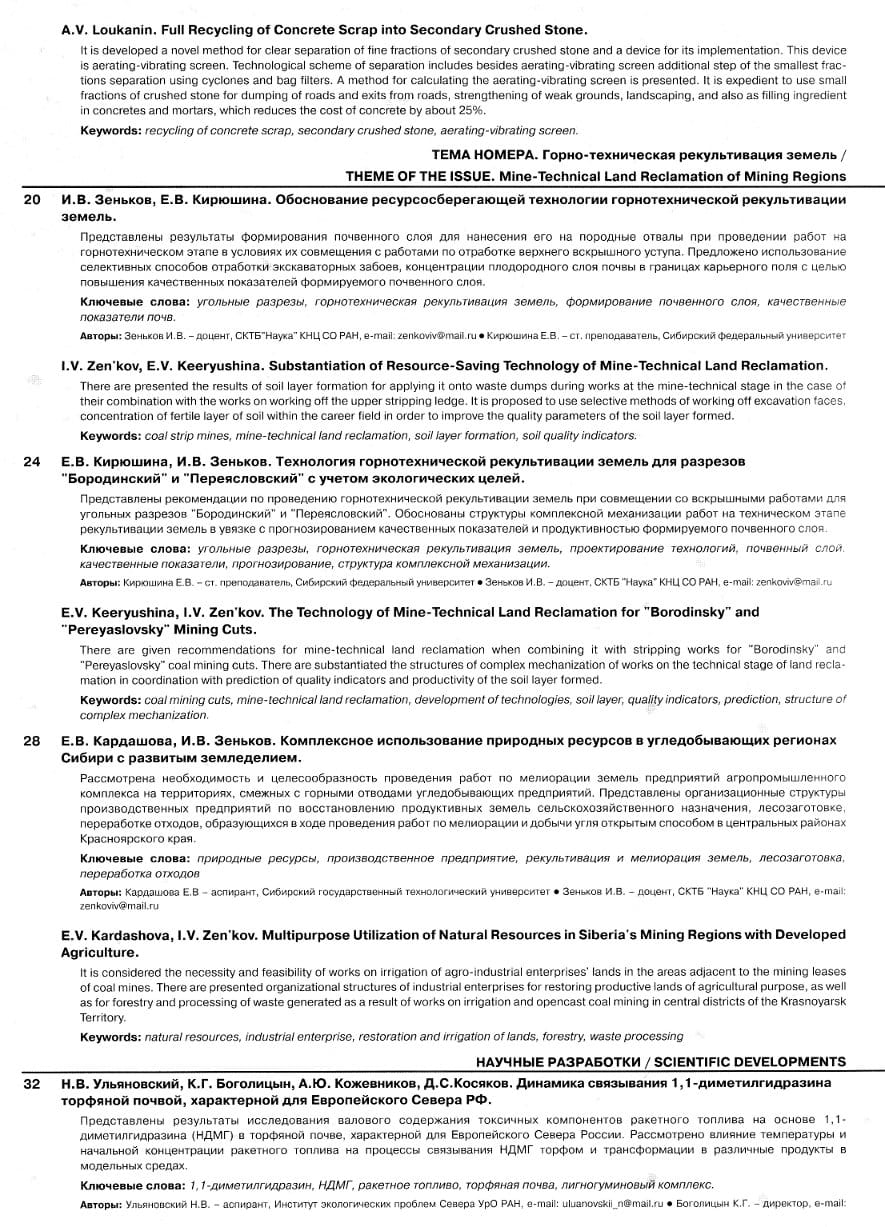 A.V. Loukanin. Full Recycling of Concrete Scrap into Secondary Crushed Stone.
It is developed a novel method for clear separation of fine fractions of secondary crushed stone and a device for its implementation. This device
is aerating-vibrating screen. Technological scheme of separation includes besides aerating-vibrating screen additional step of the smallest frac-
tions separation using cyclones and bag filters. A method for calculating the aerating-vibrating screen is presented. It is expedient to use small
fractions of crushed stone for dumping of roads and exits from roads, strengthening of weak grounds, landscaping, and also as filling ingredient
in concretes and mortars, which reduces the cost of concrete by about 25%.
Keywords: recycling of concrete scrap, secondary crushed stone, aerating-vibrating screen.
ТЕМА НОМЕРА. Горно-техническая рекультивация земель /
THEME OF THE ISSUE. Mine-Technical Land Reclamation of Mining Regions
20 И.В. Зеньков, Е.В. Кирюшина. Обоснование ресурсосберегающей технологии горнотехнической рекультивации
земель.
Представлены результаты формирования почвенного слоя для нанесения его на породные отвалы при проведении работ на
горнотехническом этапе в условиях их совмещения с работами по отработке верхнего вскрышного уступа. Предложено использование
селективных способов отработки экскаваторных забоев, концентрации плодородного слоя почвы в границах карьерного поля с целью
повышения качественных показателей формируемого почвенного слоя.
Ключевые слова: угольные разрезы, горнотехническая рекультивация земель, формирование почвенного слоя, качественные
показатели почв.
Авторы: Зеньков И.В. – доцент, СКТБ"Наука" КНЦ СО РАН, e-mail: zenkoviv@mail.ru ● Кирюшина Е.В. – ст. преподаватель, Сибирский федеральный университет
I.V. Zen'kov, E.V. Keeryushina. Substantiation of Resource-Saving Technology of Mine-Technical Land Reclamation.
There are presented the results of soil layer formation for applying it onto waste dumps during works at the mine-technical stage in the case of
their combination with the works on working off the upper stripping ledge. It is proposed to use selective methods of working off excavation faces,
concentration of fertile layer of soil within the career field in order to improve the quality parameters of the soil layer formed.
Keywords: coal strip mines, mine-technical land reclamation, soil layer formation, soil quality indicators.
24 Е.В. Кирюшина, И.В. Зеньков. Технология горнотехнической рекультивации земель для разрезов
"Бородинский" и "Переясловский" с учетом экологических целей.
Представлены рекомендации по проведению горнотехнической рекультивации земель при совмещении со вскрышными работами для
угольных разрезов "Бородинский" и "Переясловский". Обоснованы структуры комплексной механизации работ на техническом этапе
рекультивации земель в увязке с прогнозированием качественных показателей и продуктивностью формируемого почвенного слоя.
Ключевые слова: угольные разрезы, горнотехническая рекультивация земель, проектирование технологий, почвенный слой,
качественные показатели, прогнозирование, структура комплексной механизации.
Авторы: Кирюшина Е.В. – ст. преподаватель, Сибирский федеральный университет ● Зеньков И.В. – доцент, СКТБ "Наука" КНЦ СО РАН, e-mail: zenkoviv@mail.ru
E.V. Keeryushina, I.V. Zen'kov. The Technology of Mine-Technical Land Reclamation for "Borodinsky" and
"Pereyaslovsky" Mining Cuts.
There are given recommendations for mine-technical land reclamation when combining it with stripping works for "Borodinsky" and
"Pereyslovsky" coal mining cuts. There are substantiated the structures of complex mechanization of works on the technical stage of land recla-
mation in coordination with prediction of quality indicators and productivity of the soil layer formed.
Keywords: coal mining cuts, mine-technical land reclamation, development of technologies, soil layer, quality indicators, prediction, structure of
complex mechanization.
28 Е.В. Кардашова, И.В. Зеньков. Комплексное использование природных ресурсов в угледобывающих регионах
Сибири с развитым земледелием.
Рассмотрена необходимость и целесообразность проведения работ по мелиорации земель предприятий агропромышленного
комплекса на территориях, смежных с горными отводами угледобывающих предприятий. Представлены организационные структуры
производственных предприятий по восстановлению продуктивных земель сельскохозяйственного назначения, лесозаготовке,
переработке отходов, образующихся в ходе проведения работ по мелиорации и добычи угля открытым способом в центральных районах
Красноярского края.
Ключевые слова: природные ресурсы, производственное предприятие, рекультивация и мелиорация земель, лесозаготовка,
переработка отходов
Авторы: Кардашова Е.В – аспирант, Сибирский государственный технологический университет ● Зеньков И.В. – доцент, СКТБ "Наука" КНЦ СО РАН, e-mail:
zenkoviv@mail.ru
E.V. Kardashova, I.V. Zen'kov. Multipurpose Utilization of Natural Resources in Siberia's Mining Regions with Developed
Agriculture.
It is considered the necessity and feasibility of works on irrigation of agro-industrial enterprises' lands in the areas adjacent to the mining leases
of coal mines. There are presented organizational structures of industrial enterprises for restoring productive lands of agricultural purpose, as well
as for forestry and processing of waste generated as a result of works on irrigation and opencast coal mining in central districts of the Krasnoyarsk
Territory.
Keywords: natural resources, industrial enterprise, restoration and irrigation of lands, forestry, waste processing
НАУЧНЫЕ РАЗРАБОТКИ / SCIENTIFIC DEVELOPMENTS
32 Н.В. Ульяновский, К.Г. Боголицын, А.Ю. Кожевников, Д.С.Косяков. Динамика связывания 1,1-диметилгидразина
торфяной почвой, характерной для Европейского Севера РФ.
Представлены результаты исследования валового содержания токсичных компонентов ракетного топлива на основе 1,1-
диметилгидразина (НДМГ) в торфяной почве, характерной для Европейского Севера России. Рассмотрено влияние температуры и
начальной концентрации ракетного топлива на процессы связывания НДМГ торфом и трансформации в различные продукты в
модельных средах.
Ключевые слова: 1,1-диметилгидразин, НДМГ, ракетное топливо, торфяная почва, лигногуминовый комплекс.
Авторы: Ульяновский Н.В. – аспирант, Институт экологических проблем Севера УрО РАН, e-mail: uluanovskii_n@mail.ru ● Боголицын К.Г. – директор, e-mail: